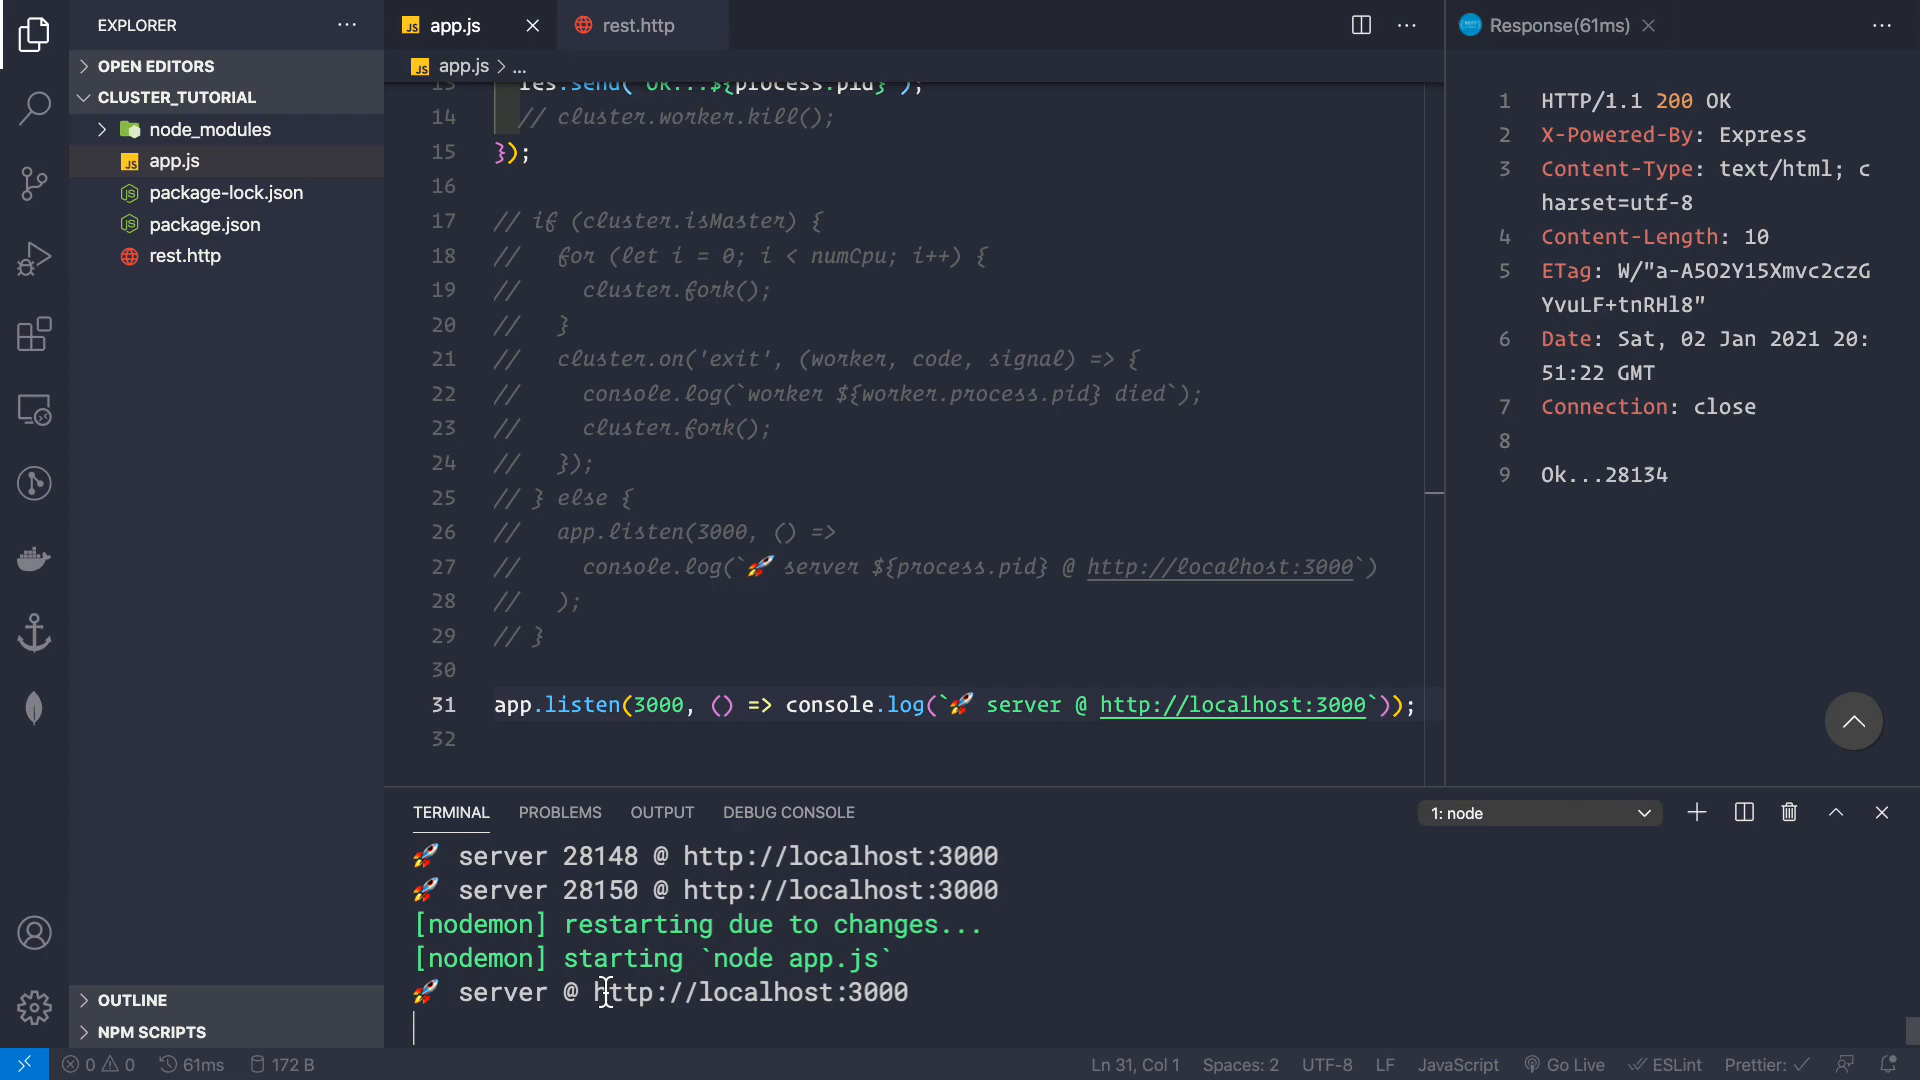 EXPLORER
···
OPEN EDITORS
CLUSTER_TUTORIAL
node_modules
JS app.js
package-lock.json
package.json
rest.http
OUTLINE
NPM SCRIPTS
JS app.js
rest.http
···
JS app.js > ...
13 res.send(`Ok...${process.pid}`);
14 // cluster.worker.kill();
15 });
16
17 // if (cluster.isMaster) {
18 //   for (let i = 0; i < numCpu; i++) {
19 //     cluster.fork();
20 //   }
21 //   cluster.on('exit', (worker, code, signal) => {
22 //     console.log(`worker ${worker.process.pid} died`);
23 //     cluster.fork();
24 //   });
25 // } else {
26 //   app.listen(3000, () =>
27 //     console.log(`🚀 server ${process.pid} @ http://localhost:3000`)
28 //   );
29 // }
30
31 app.listen(3000, () => console.log(`🚀 server @ http://localhost:3000`));
32
Response(61ms)
···
1 HTTP/1.1 200 OK
2 X-Powered-By: Express
3 Content-Type: text/html; c
harset=utf-8
4 Content-Length: 10
5 ETag: W/"a-A5O2Y15Xmvc2czG
YvuLF+tnRHl8"
6 Date: Sat, 02 Jan 2021 20:
51:22 GMT
7 Connection: close
8
9 Ok...28134
TERMINAL PROBLEMS OUTPUT DEBUG CONSOLE
1: node
🚀 server 28148 @ http://localhost:3000
🚀 server 28150 @ http://localhost:3000
[nodemon] restarting due to changes...
[nodemon] starting `node app.js`
🚀 server @ http://localhost:3000
0 0 61ms 172 B
Ln 31, Col 1 Spaces: 2 UTF-8 LF JavaScript Go Live ESLint Prettier: ✓